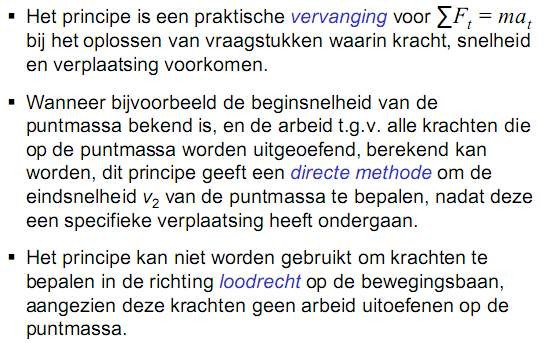 ▪ Het principe is een praktische vervanging voor ∑Fₜ = maₜ
bij het oplossen van vraagstukken waarin kracht, snelheid
en verplaatsing voorkomen.
▪ Wanneer bijvoorbeeld de beginsnelheid van de
puntmassa bekend is, en de arbeid t.g.v. alle krachten die
op de puntmassa worden uitgeoefend, berekend kan
worden, dit principe geeft een directe methode om de
eindsnelheid v₂ van de puntmassa te bepalen, nadat deze
een specifieke verplaatsing heeft ondergaan.
▪ Het principe kan niet worden gebruikt om krachten te
bepalen in de richting loodrecht op de bewegingsbaan,
aangezien deze krachten geen arbeid uitoefenen op de
puntmassa.